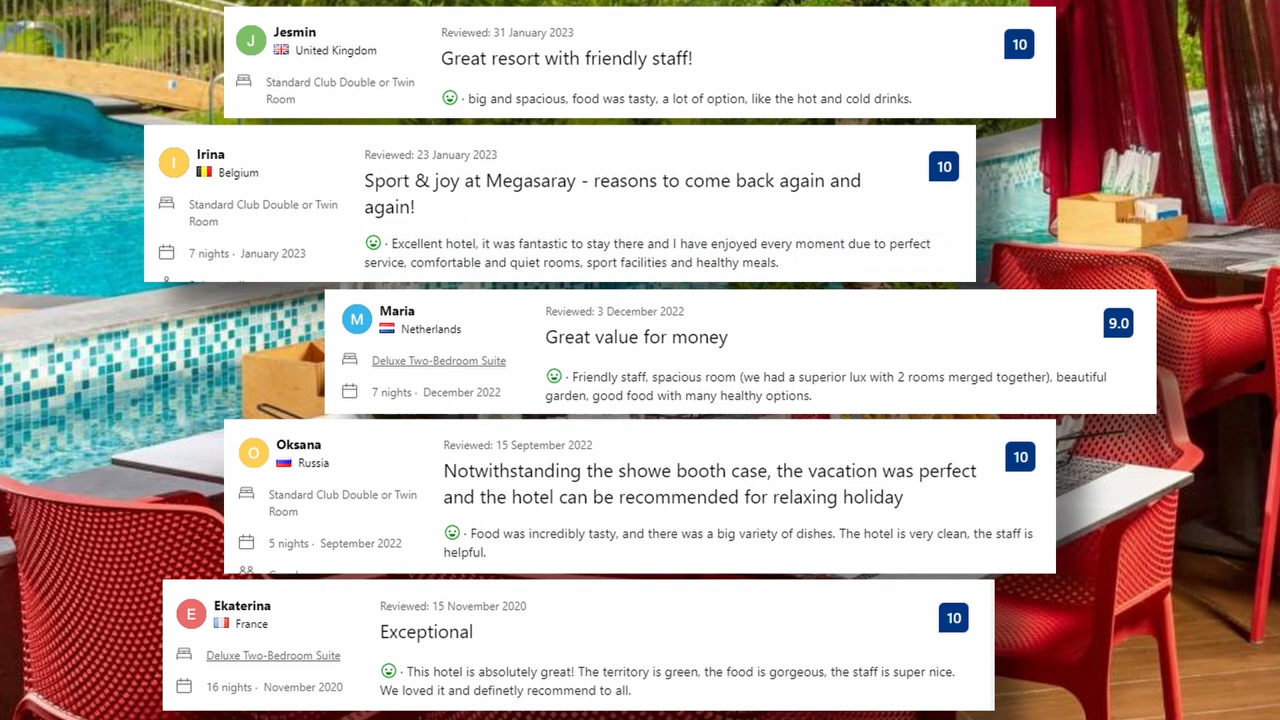 Jesmin
United Kingdom
Standard Club Double or Twin
Room
Reviewed: 31 January 2023
Great resort with friendly staff!
· big and spacious, food was tasty, a lot of option, like the hot and cold drinks.
10
Irina
Belgium
Standard Club Double or Twin
Room
7 nights · January 2023
Reviewed: 23 January 2023
Sport & joy at Megasaray - reasons to come back again and
again!
· Excellent hotel, it was fantastic to stay there and I have enjoyed every moment due to perfect
service, comfortable and quiet rooms, sport facilities and healthy meals.
10
Maria
Netherlands
Deluxe Two-Bedroom Suite
7 nights · December 2022
Reviewed: 3 December 2022
Great value for money
· Friendly staff, spacious room (we had a superior lux with 2 rooms merged together), beautiful
garden, good food with many healthy options.
9.0
Oksana
Russia
Standard Club Double or Twin
Room
5 nights · September 2022
Reviewed: 15 September 2022
Notwithstanding the showe booth case, the vacation was perfect
and the hotel can be recommended for relaxing holiday
· Food was incredibly tasty, and there was a big variety of dishes. The hotel is very clean, the staff is
helpful.
10
Ekaterina
France
Deluxe Two-Bedroom Suite
16 nights · November 2020
Reviewed: 15 November 2020
Exceptional
· This hotel is absolutely great! The territory is green, the food is gorgeous, the staff is super nice.
We loved it and definetly recommend to all.
10